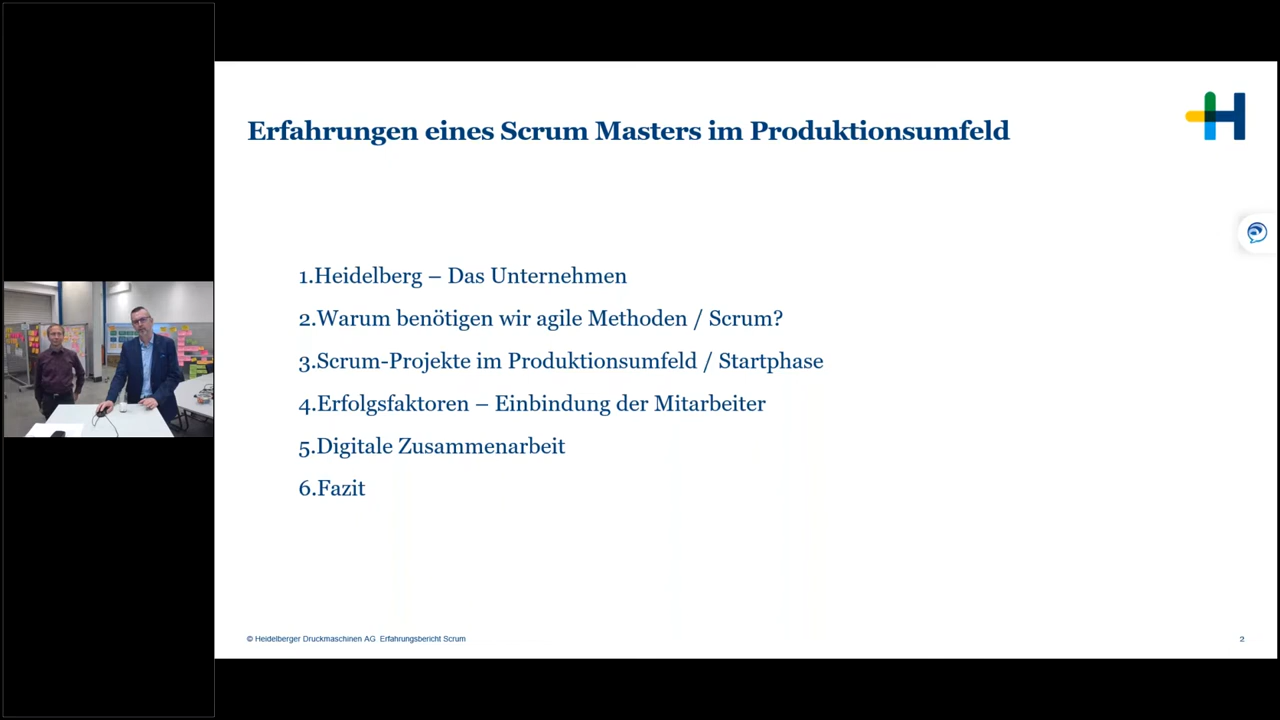 Erfahrungen eines Scrum Masters im Produktionsumfeld
1.Heidelberg – Das Unternehmen
2.Warum benötigen wir agile Methoden / Scrum?
3.Scrum-Projekte im Produktionsumfeld / Startphase
4.Erfolgsfaktoren – Einbindung der Mitarbeiter
5.Digitale Zusammenarbeit
6.Fazit
© Heidelberger Druckmaschinen AG Erfahrungsbericht Scrum
2